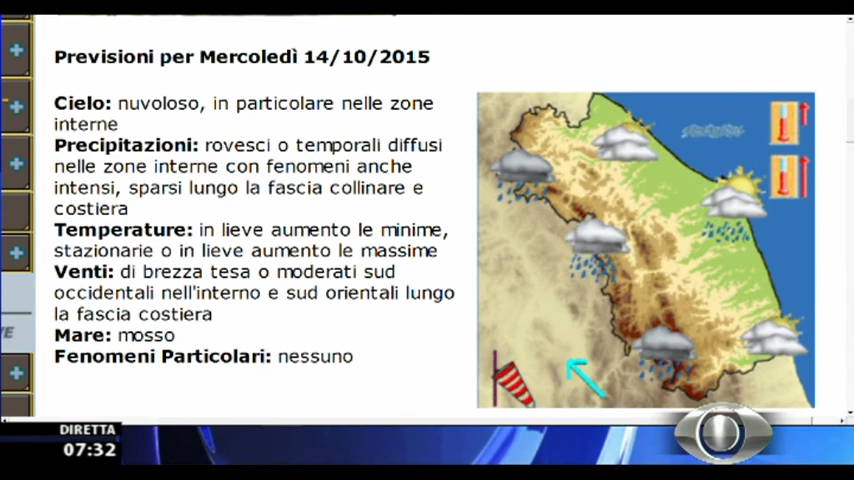 Previsioni per Mercoledì 14/10/2015
Cielo: nuvoloso, in particolare nelle zone
interne
Precipitazioni: rovesci o temporali diffusi
nelle zone interne con fenomeni anche
intensi, sparsi lungo la fascia collinare e
costiera
Temperature: in lieve aumento le minime,
stazionarie o in lieve aumento le massime
Venti: di brezza tesa o moderati sud
occidentali nell'interno e sud orientali lungo
la fascia costiera
Mare: mosso
Fenomeni Particolari: nessuno
DIRETTA
07:32